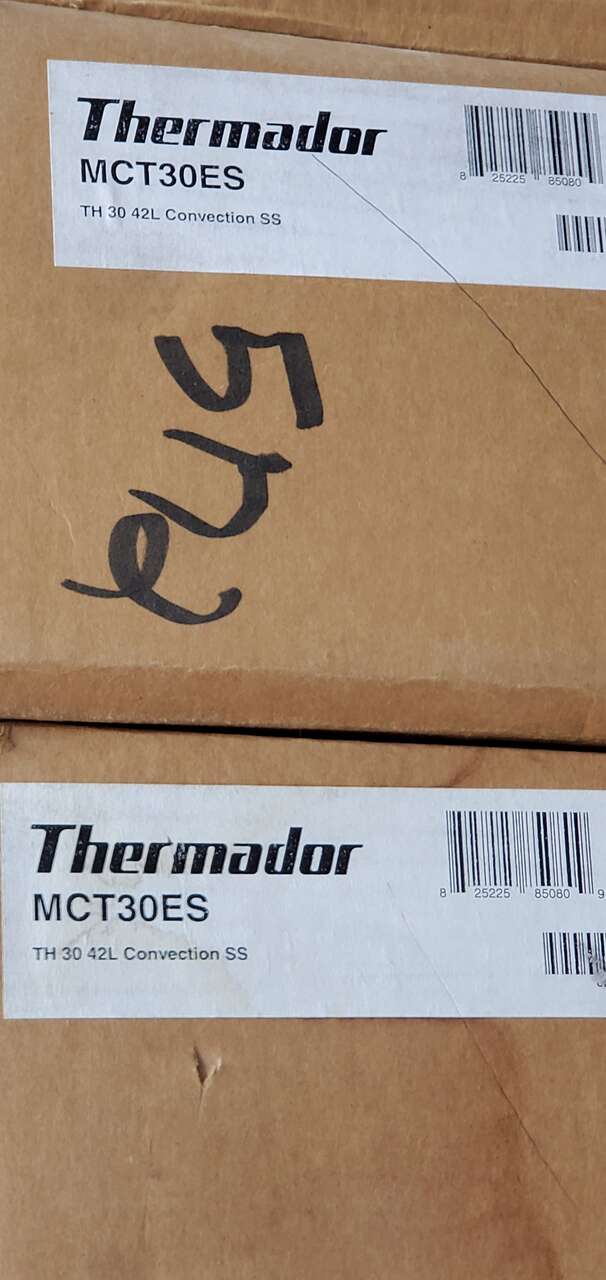 Thermador
MCT30ES
TH 30 42L Convection SS
8 25225 85080
Thermador
MCT30ES
TH 30 42L Convection SS
8 25225 85080 9